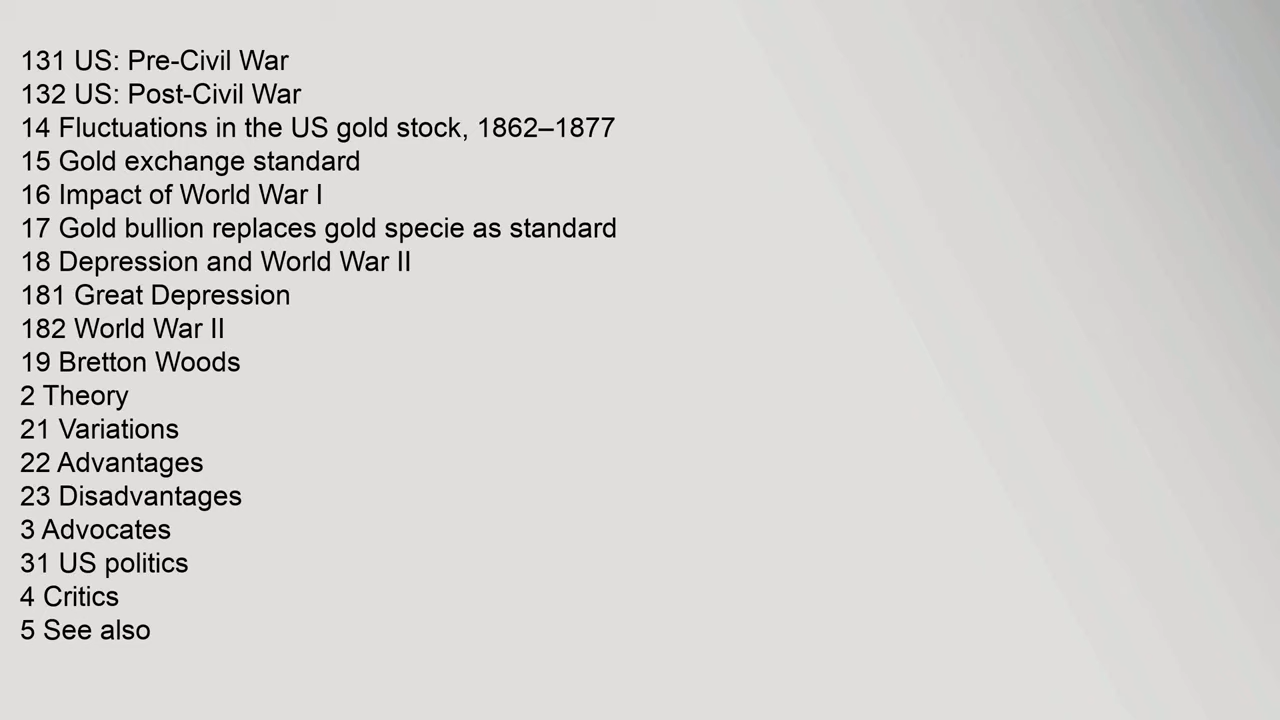 131 US: Pre-Civil War
132 US: Post-Civil War
14 Fluctuations in the US gold stock, 1862–1877
15 Gold exchange standard
16 Impact of World War I
17 Gold bullion replaces gold specie as standard
18 Depression and World War II
181 Great Depression
182 World War II
19 Bretton Woods
2 Theory
21 Variations
22 Advantages
23 Disadvantages
3 Advocates
31 US politics
4 Critics
5 See also